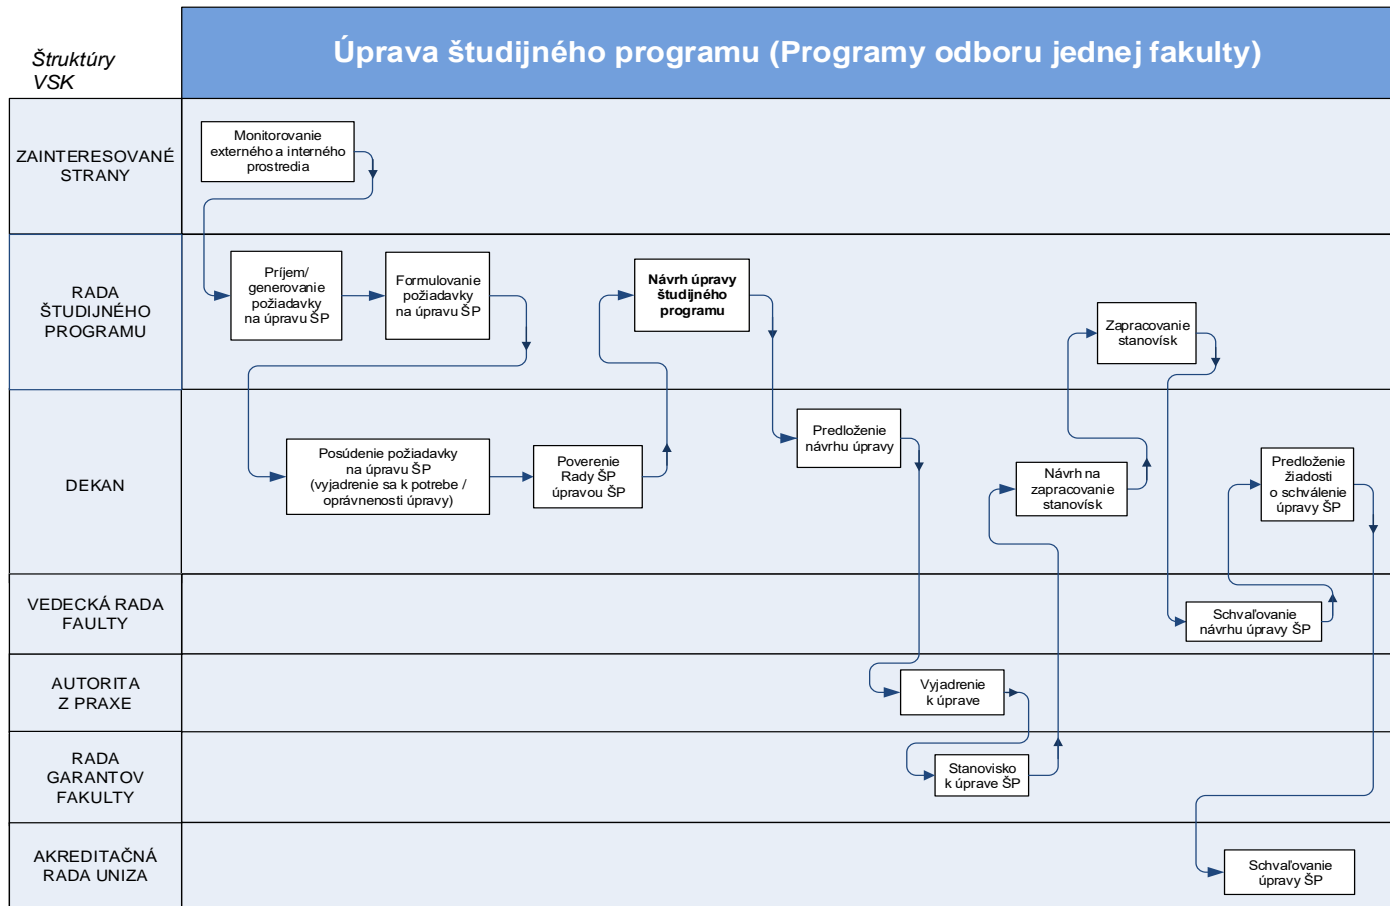 Štruktúry
VSK
Úprava študijného programu (Programy odboru jednej fakulty)
ZAINTERESOVANÉ
STRANY
Monitorovanie
externého a interného
prostredia
RADA
ŠTUDIJNÉHO
PROGRAMU
Príjem/
generovanie
požiadavky
na úpravu ŠP
Formulovanie
požiadavky
na úpravu ŠP
Návrh úpravy
študijného
programu
Zapracovanie
stanovísk
DEKAN
Posúdenie požiadavky
na úpravu ŠP
(vyjadrenie sa k potrebe /
oprávnenosti úpravy)
Poverenie
Rady ŠP
úpravou ŠP
Predloženie
návrhu úpravy
Návrh na
zapracovanie
stanovísk
Predloženie
žiadosti
o schválenie
úpravy ŠP
VEDECKÁ RADA
FAULTY
Schvaľovanie
návrhu úpravy ŠP
AUTORITA
Z PRAXE
Vyjadrenie
k úprave
RADA
GARANTOV
FAKULTY
Stanovisko
k úprave ŠP
AKREDITAČNÁ
RADA UNIZA
Schvaľovanie
úpravy ŠP